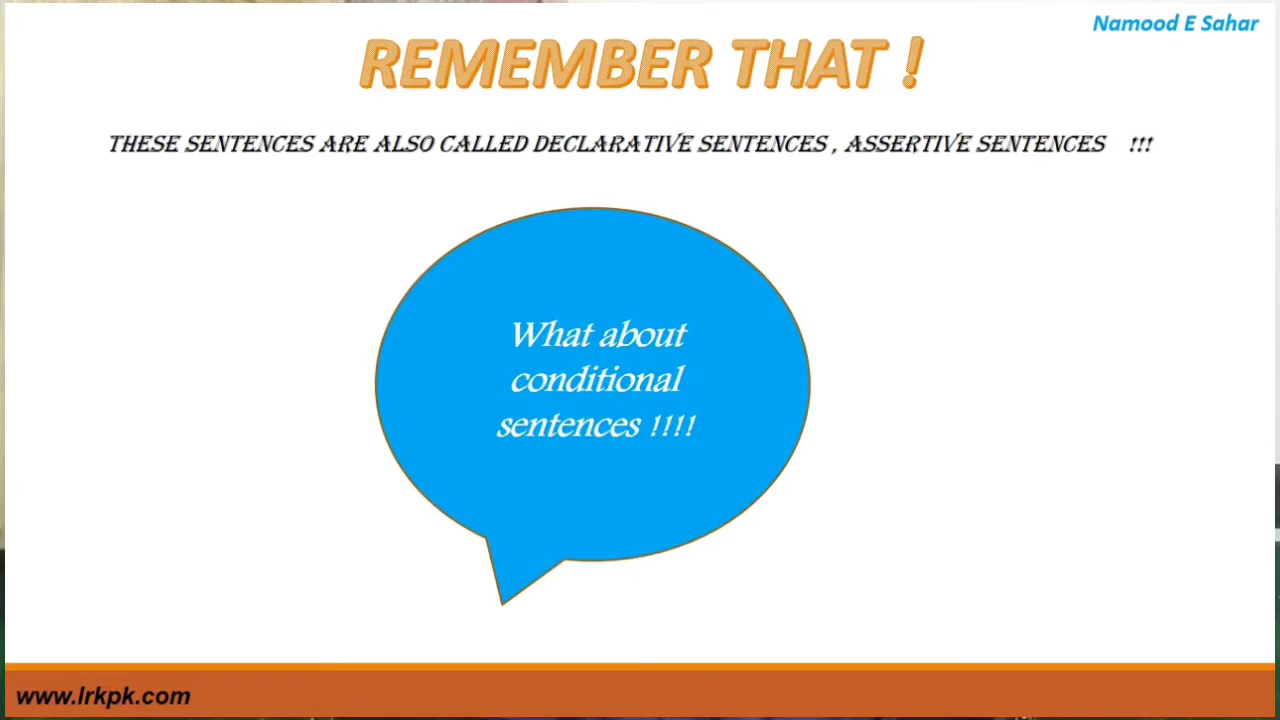 Namood E Sahar
REMEMBER THAT !
THESE SENTENCES ARE ALSO CALLED DECLARATIVE SENTENCES , ASSERTIVE SENTENCES !!!
What about
conditional
sentences !!!!
www.lrkpk.com